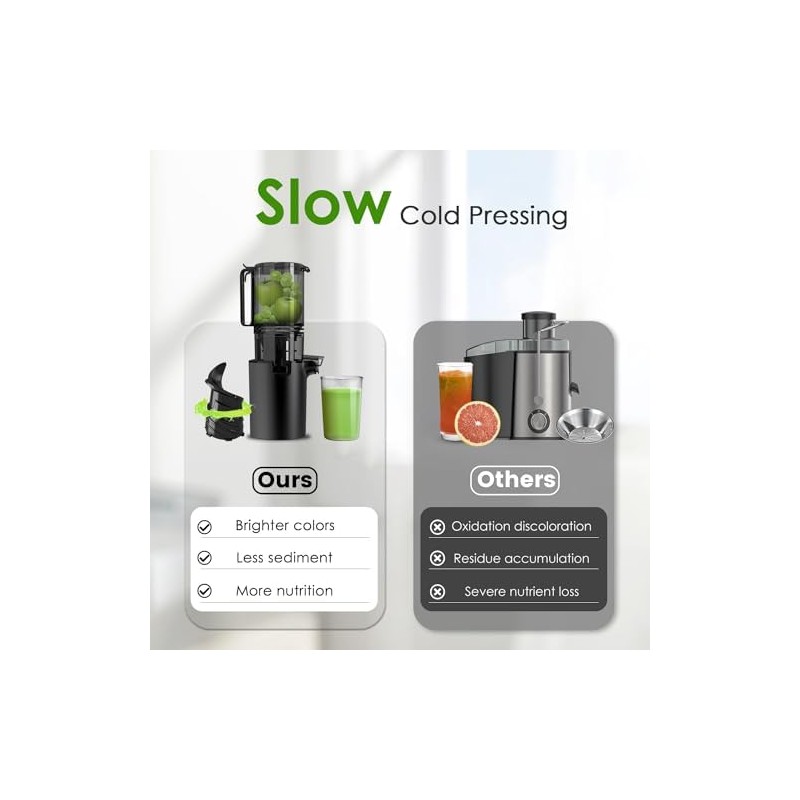 Slow Cold Pressing
Ours
Brighter colors
Less sediment
More nutrition
Others
Oxidation discoloration
Residue accumulation
Severe nutrient loss